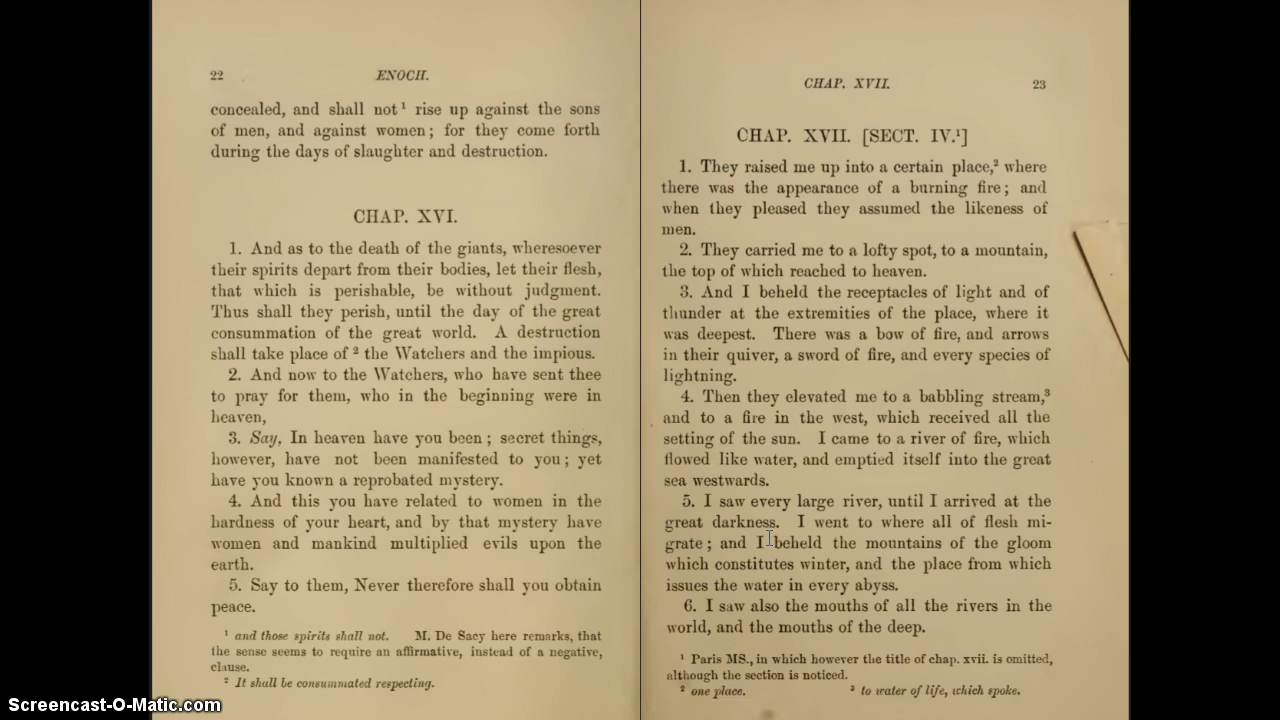 22
ENOCH.
concealed, and shall not¹ rise up against the sons
of men, and against women; for they come forth
during the days of slaughter and destruction.
CHAP. XVI.
1. And as to the death of the giants, wheresoever
their spirits depart from their bodies, let their flesh,
that which is perishable, be without judgment.
Thus shall they perish, until the day of the great
consummation of the great world. A destruction
shall take place of ² the Watchers and the impious.
2. And now to the Watchers, who have sent thee
to pray for them, who in the beginning were in
heaven,
3. Say, In heaven have you been; secret things,
however, have not been manifested to you; yet
have you known a reprobated mystery.
4. And this you have related to women in the
hardness of your heart, and by that mystery have
women and mankind multiplied evils upon the
earth.
5. Say to them, Never therefore shall you obtain
peace.
¹ and those spirits shall not. M. De Sacy here remarks, that
the sense seems to require an affirmative, instead of a negative,
clause.
² It shall be consummated respecting.
CHAP. XVII.
23
CHAP. XVII. [SECT. IV.¹]
1. They raised me up into a certain place,² where
there was the appearance of a burning fire; and
when they pleased they assumed the likeness of
men.
2. They carried me to a lofty spot, to a mountain,
the top of which reached to heaven.
3. And I beheld the receptacles of light and of
thunder at the extremities of the place, where it
was deepest. There was a bow of fire, and arrows
in their quiver, a sword of fire, and every species of
lightning.
4. Then they elevated me to a babbling stream,³
and to a fire in the west, which received all the
setting of the sun. I came to a river of fire, which
flowed like water, and emptied itself into the great
sea westwards.
5. I saw every large river, until I arrived at the
great darkness. I went to where all of flesh mi-
grate; and I beheld the mountains of the gloom
which constitutes winter, and the place from which
issues the water in every abyss.
6. I saw also the mouths of all the rivers in the
world, and the mouths of the deep.
¹ Paris MS., in which however the title of chap. xvii. is omitted,
although the section is noticed.
² one place. ³ to water of life, which spoke.
Screencast-O-Matic.com